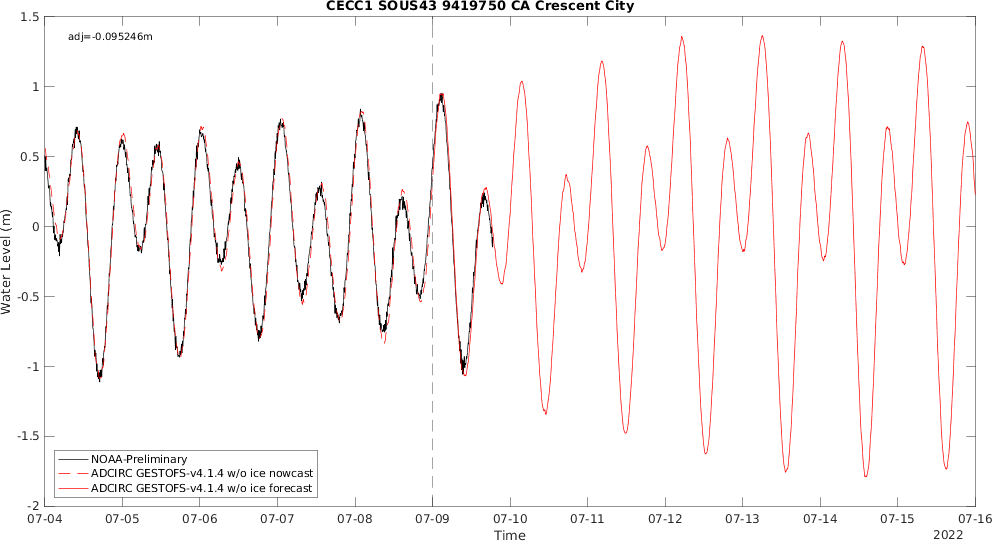 CECC1 SOUS43 9419750 CA Crescent City
adj=-0.095246m
1.5
1
0.5
0
-0.5
-1
-1.5
-2
Water Level (m)
NOAA-Preliminary
ADCIRC GESTOFS-v4.1.4 w/o ice nowcast
ADCIRC GESTOFS-v4.1.4 w/o ice forecast
07-04 07-05 07-06 07-07 07-08 07-09 07-10 07-11 07-12 07-13 07-14 07-15 07-16
Time
2022